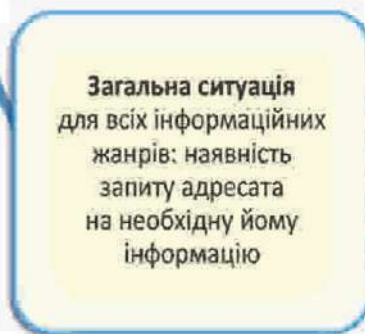 Загальна ситуація
для всіх інформаційних
жанрів: наявність
запиту адресата
на необхідну йому
інформацію